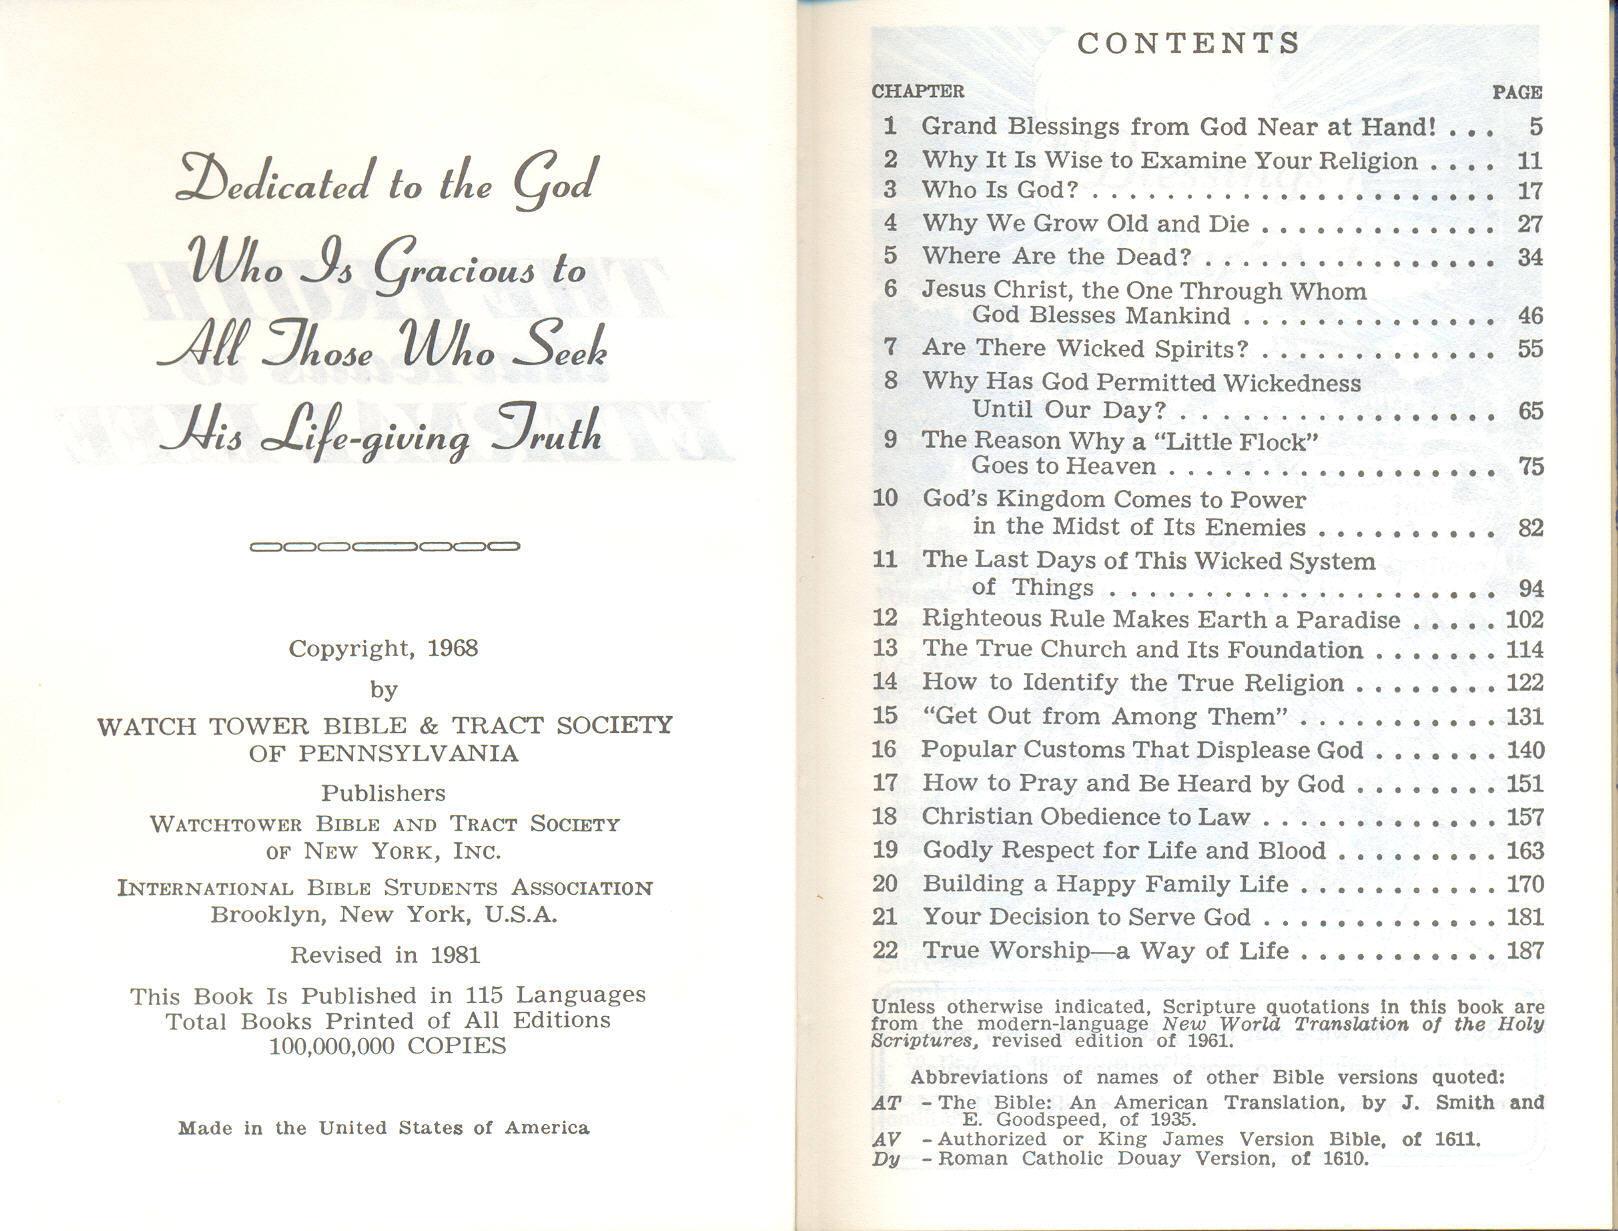 Dedicated to the God
Who Is Gracious to
All Those Who Seek
His Life-giving Truth
Copyright, 1968
by
WATCH TOWER BIBLE & TRACT SOCIETY
OF PENNSYLVANIA
Publishers
WATCHTOWER BIBLE AND TRACT SOCIETY
OF NEW YORK, INC.
INTERNATIONAL BIBLE STUDENTS ASSOCIATION
Brooklyn, New York, U.S.A.
Revised in 1981
This Book Is Published in 115 Languages
Total Books Printed of All Editions
100,000,000 COPIES
Made in the United States of America
CONTENTS
CHAPTER PAGE
1 Grand Blessings from God Near at Hand! . . . 5
2 Why It Is Wise to Examine Your Religion . . . . 11
3 Who Is God? . . . . . . . . . . . . . . . . . . . . . . 17
4 Why We Grow Old and Die . . . . . . . . . . . . . 27
5 Where Are the Dead? . . . . . . . . . . . . . . . . 34
6 Jesus Christ, the One Through Whom
God Blesses Mankind . . . . . . . . . . . . . . 46
7 Are There Wicked Spirits? . . . . . . . . . . . . . 55
8 Why Has God Permitted Wickedness
Until Our Day? . . . . . . . . . . . . . . . . . 65
9 The Reason Why a “Little Flock”
Goes to Heaven . . . . . . . . . . . . . . . . . . 75
10 God’s Kingdom Comes to Power
in the Midst of Its Enemies . . . . . . . . . . 82
11 The Last Days of This Wicked System
of Things . . . . . . . . . . . . . . . . . . . . . 94
12 Righteous Rule Makes Earth a Paradise . . . . . 102
13 The True Church and Its Foundation . . . . . . . 114
14 How to Identify the True Religion . . . . . . . . 122
15 “Get Out from Among Them” . . . . . . . . . . . 131
16 Popular Customs That Displease God . . . . . . . 140
17 How to Pray and Be Heard by God . . . . . . . . 151
18 Christian Obedience to Law . . . . . . . . . . . . . 157
19 Godly Respect for Life and Blood . . . . . . . . . 163
20 Building a Happy Family Life . . . . . . . . . . . 170
21 Your Decision to Serve God . . . . . . . . . . . . . 181
22 True Worship—a Way of Life . . . . . . . . . . . 187
Unless otherwise indicated, Scripture quotations in this book are
from the modern-language New World Translation of the Holy
Scriptures, revised edition of 1961.
Abbreviations of names of other Bible versions quoted:
AT – The Bible: An American Translation, by J. Smith and
E. Goodspeed, of 1935.
AV – Authorized or King James Version Bible, of 1611.
Dy – Roman Catholic Douay Version, of 1610.